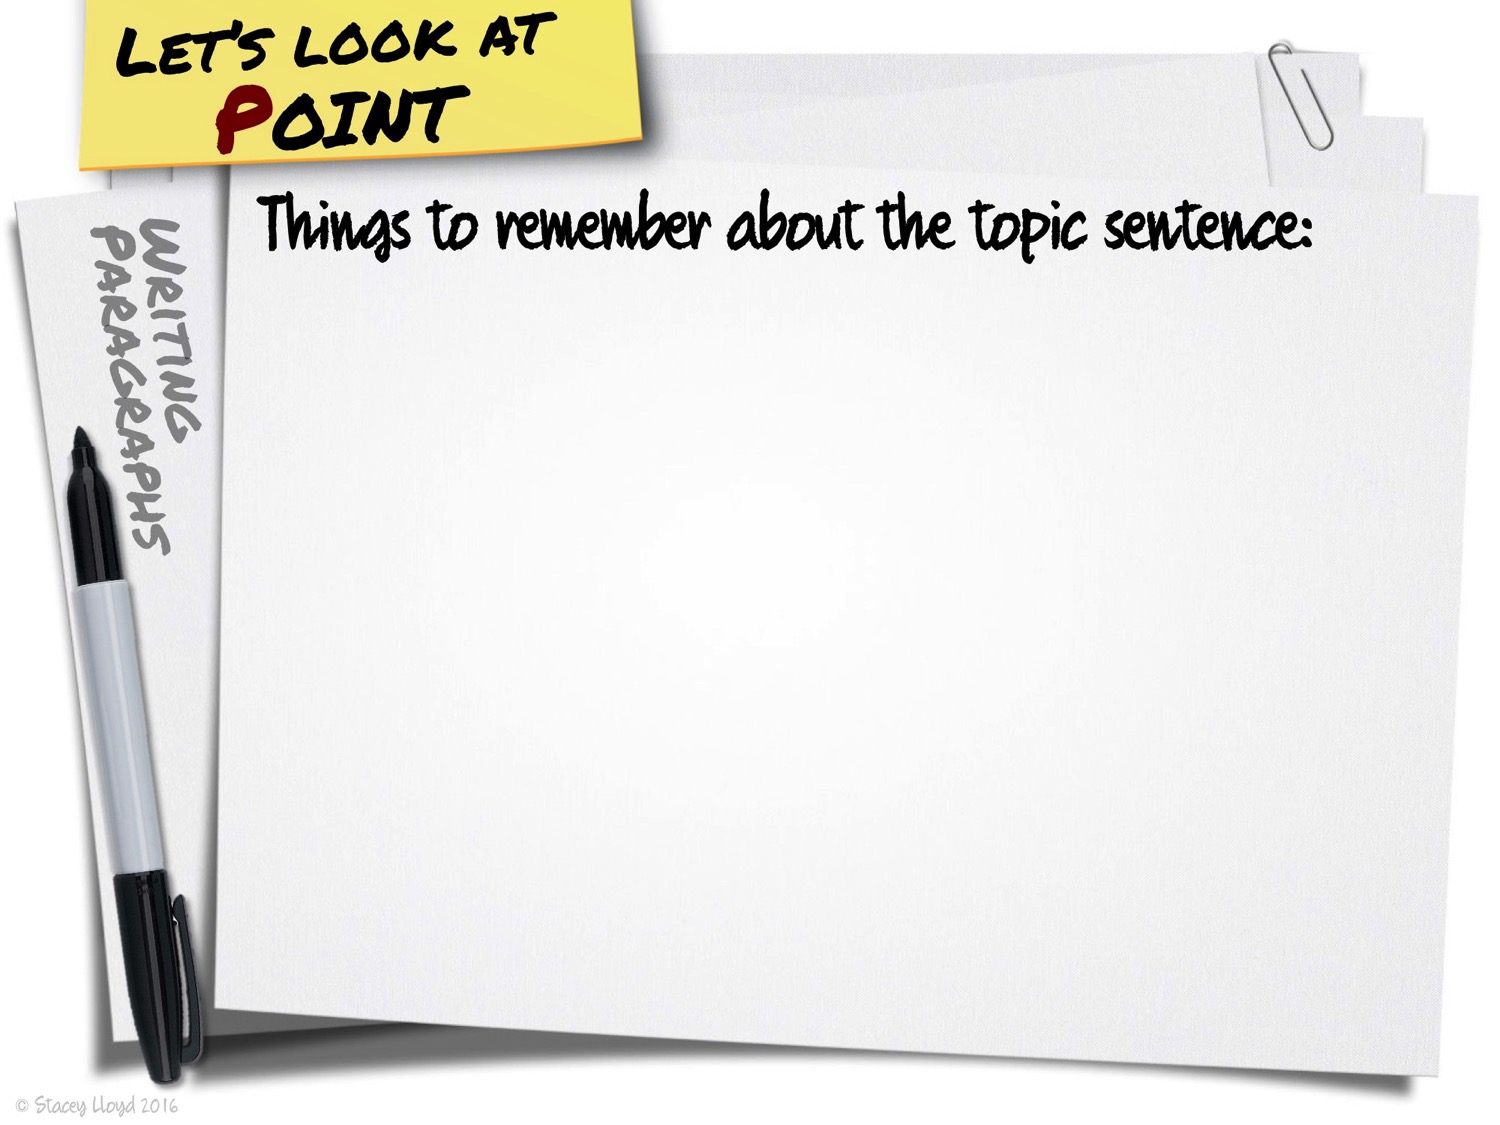 LET'S LOOK AT
POINT
Things to remember about the topic sentence:
WRITING
PARAGRAPHS
© Stacey Lloyd 2016